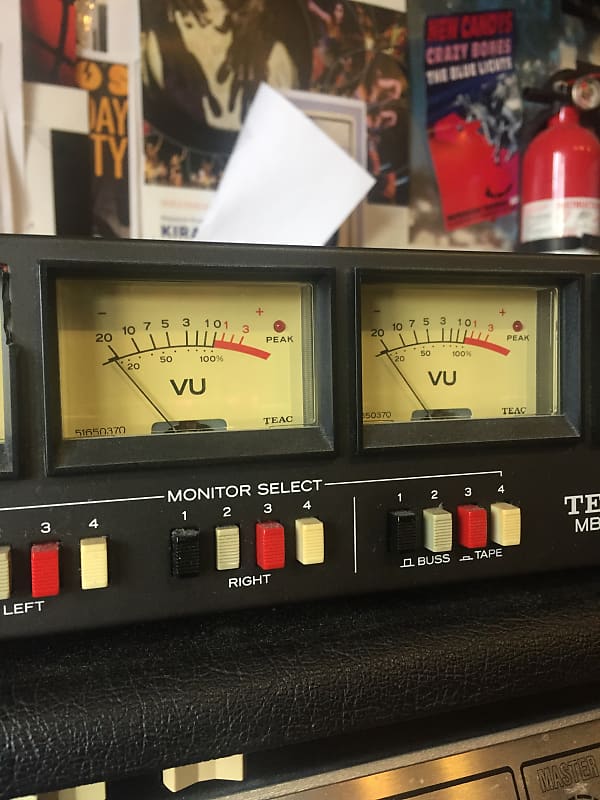 NEW CANDYS
CRAZY BONES
THE BLUE LIGHTS
DAY
TY
KIRA
- 20 10 7 5 3 1 0 1 3 +
PEAK
20 50 100%
VU
51650370
TEAC
- 20 10 7 5 3 1 0 1 3 +
PEAK
20 50 100%
VU
650370
TEAC
MONITOR SELECT
3 4
1 2 3 4
1 2 3 4
LEFT
RIGHT
BUSS
TAPE
TE
MB
MASTER